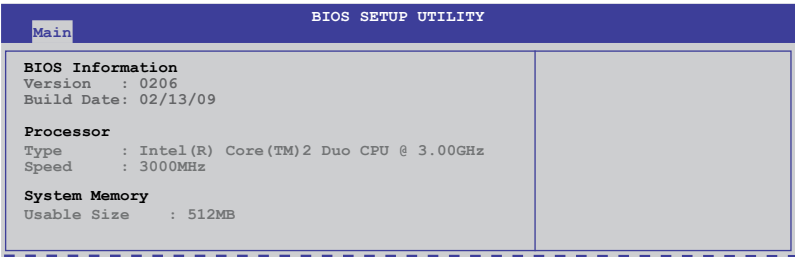 BIOS SETUP UTILITY
Main
BIOS Information
Version : 0206
Build Date: 02/13/09
Processor
Type : Intel(R) Core(TM)2 Duo CPU @ 3.00GHz
Speed : 3000MHz
System Memory
Usable Size : 512MB